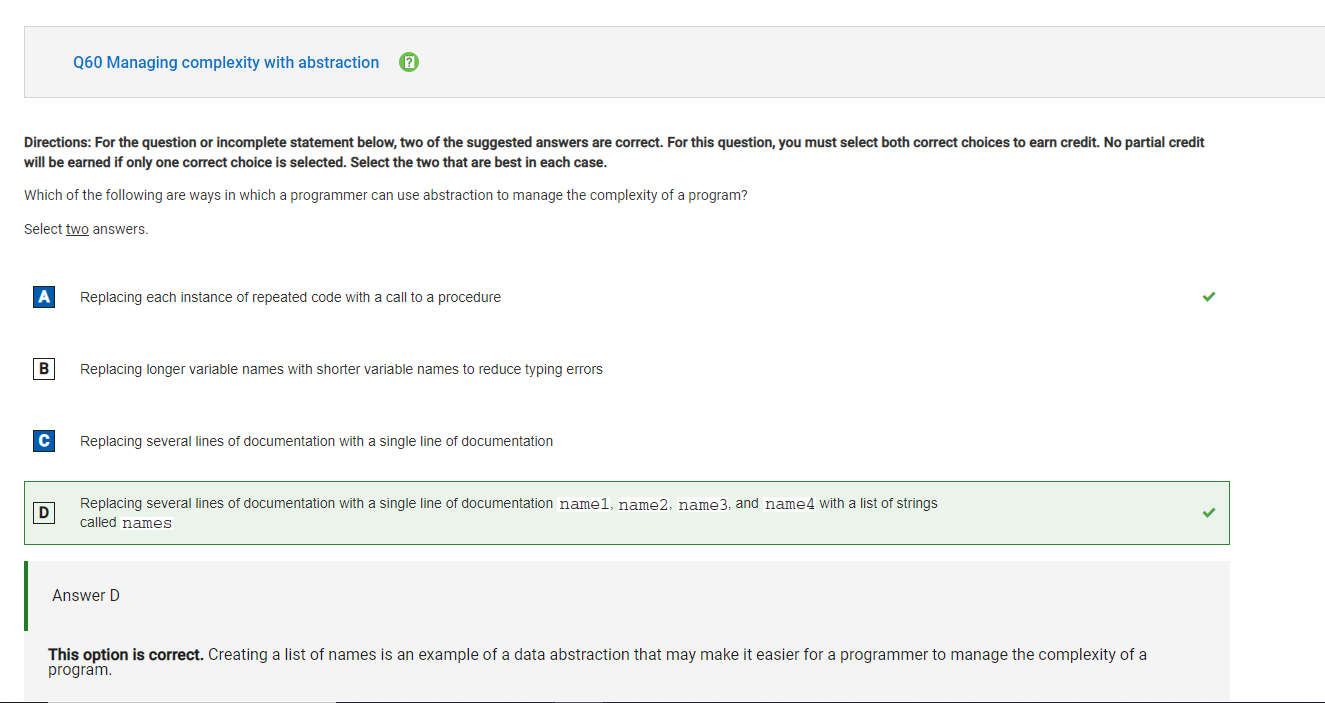 Q60 Managing complexity with abstraction
Directions: For the question or incomplete statement below, two of the suggested answers are correct. For this question, you must select both correct choices to earn credit. No partial credit
will be earned if only one correct choice is selected. Select the two that are best in each case.
Which of the following are ways in which a programmer can use abstraction to manage the complexity of a program?
Select two answers.
A Replacing each instance of repeated code with a call to a procedure
B Replacing longer variable names with shorter variable names to reduce typing errors
C Replacing several lines of documentation with a single line of documentation
D Replacing several lines of documentation with a single line of documentation name1, name2, name3, and name4 with a list of strings
called names
Answer D
This option is correct. Creating a list of names is an example of a data abstraction that may make it easier for a programmer to manage the complexity of a
program.